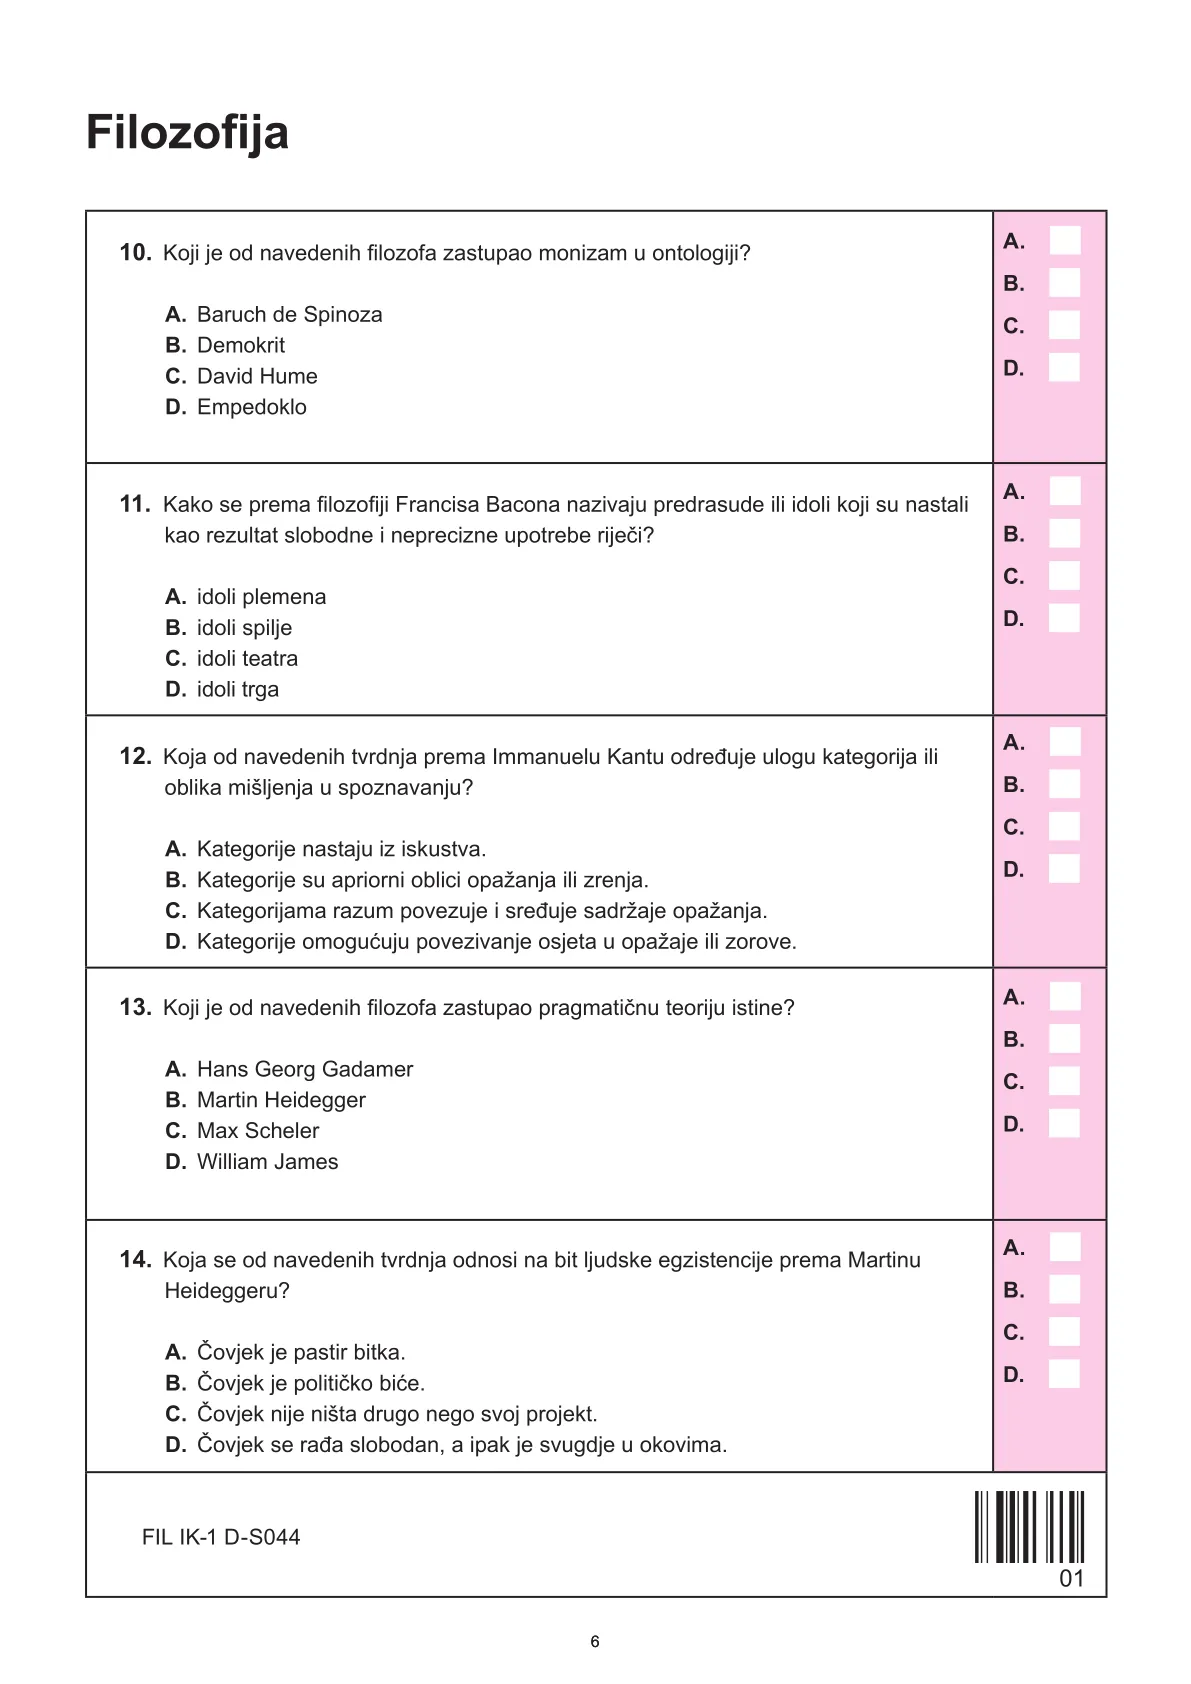 Filozofija
10. Koji je od navedenih filozofa zastupao monizam u ontologiji?
A. Baruch de Spinoza
B. Demokrit
C. David Hume
D. Empedoklo
A.
B.
C.
D.
11. Kako se prema filozofiji Francisa Bacona nazivaju predrasude ili idoli koji su nastali
kao rezultat slobodne i neprecizne upotrebe riječi?
A. idoli plemena
B. idoli spilje
C. idoli teatra
D. idoli trga
A.
B.
C.
D.
12. Koja od navedenih tvrdnja prema Immanuelu Kantu određuje ulogu kategorija ili
oblika mišljenja u spoznavanju?
A. Kategorije nastaju iz iskustva.
B. Kategorije su apriorni oblici opažanja ili zrenja.
C. Kategorijama razum povezuje i sređuje sadržaje opažanja.
D. Kategorije omogućuju povezivanje osjeta u opažaje ili zorove.
A.
B.
C.
D.
13. Koji je od navedenih filozofa zastupao pragmatičnu teoriju istine?
A. Hans Georg Gadamer
B. Martin Heidegger
C. Max Scheler
D. William James
A.
B.
C.
D.
14. Koja se od navedenih tvrdnja odnosi na bit ljudske egzistencije prema Martinu
Heideggeru?
A. Čovjek je pastir bitka.
B. Čovjek je političko biće.
C. Čovjek nije ništa drugo nego svoj projekt.
D. Čovjek se rađa slobodan, a ipak je svugdje u okovima.
A.
B.
C.
D.
FIL IK-1 D-S044
01
6